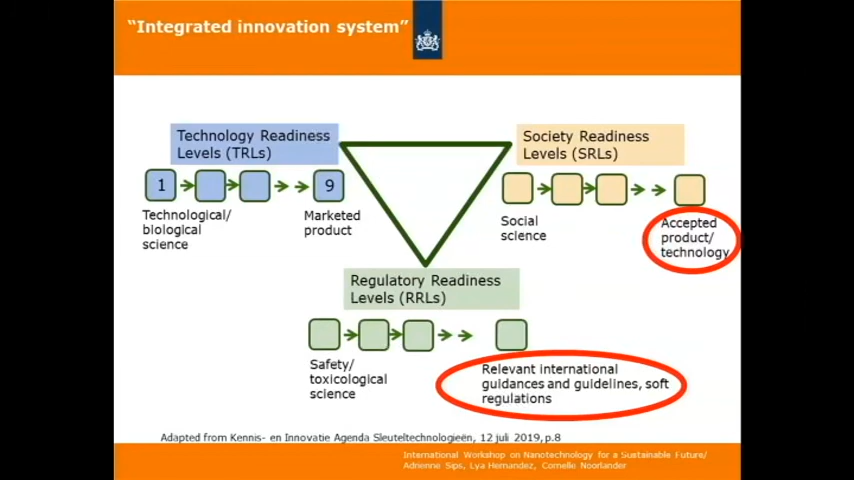 “Integrated innovation system”
Technology Readiness
Levels (TRLs)
1
9
Technological/
biological
science
Marketed
product
Society Readiness
Levels (SRLs)
Social
science
Accepted
product/
technology
Regulatory Readiness
Levels (RRLs)
Safety/
toxicological
science
Relevant international
guidances and guidelines, soft
regulations
Adapted from Kennis- en Innovatie Agenda Sleuteltechnologieën, 12 juli 2019, p.8
International Workshop on Nanotechnology for a Sustainable Future/
Adrienne Sips, Lya Hernandez, Cornelle Noorlander